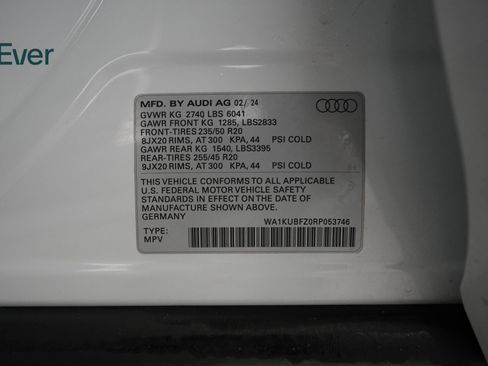 Ever
MFD. BY AUDI AG 02/ 24
GVWR KG 2740 LBS 6041
GAWR FRONT KG 1285, LBS2833
FRONT-TIRES 235/50 R20
8JX20 RIMS, AT 300 KPA, 44 PSI COLD
GAWR REAR KG 1540, LBS3395
REAR-TIRES 255/45 R20
9JX20 RIMS, AT 300 KPA, 44 PSI COLD
THIS VEHICLE CONFORMS TO ALL APPLICABLE
U.S. FEDERAL MOTOR VEHICLE SAFETY
STANDARDS IN EFFECT ON THE DATE OF
MANUFACTURE SHOWN ABOVE.
GERMANY
WA1KUBFZ0RP053746
TYPE:
MPV